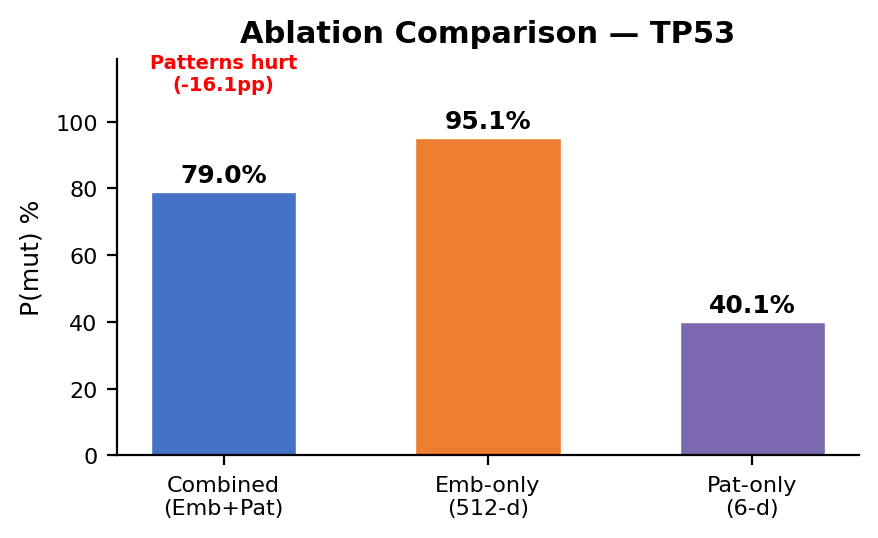 Ablation Comparison — TP53
Patterns hurt
(-16.1pp)
P(mut) %
100
80
60
40
20
0
79.0%
95.1%
40.1%
Combined
(Emb+Pat)
Emb-only
(512-d)
Pat-only
(6-d)